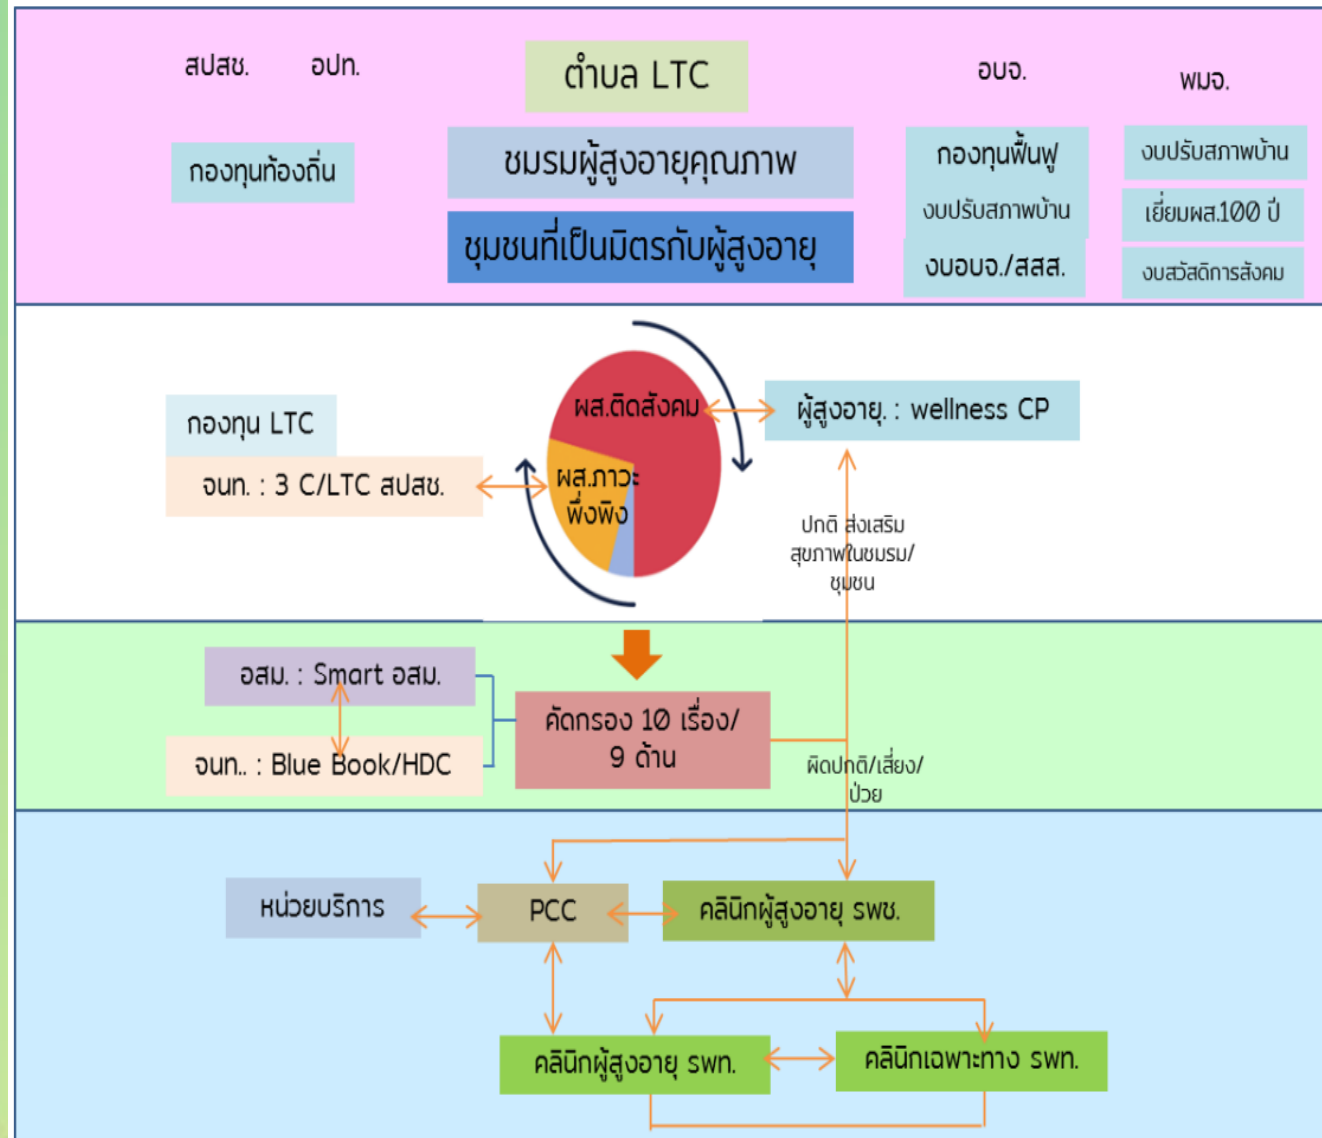 สปสช. อปท.
ตำบล LTC
อบจ.
พมจ.
กองทุนท้องถิ่น
ชมรมผู้สูงอายุคุณภาพ
ชุมชนที่เป็นมิตรกับผู้สูงอายุ
กองทุนฟื้นฟู
งบปรับสภาพบ้าน
งบอบจ./สสส.
งบปรับสภาพบ้าน
เยี่ยมผส.100 ปี
งบสวัสดิการสังคม
กองทุน LTC
จนท. : 3 C/LTC สปสช.
ผส.ติดสังคม
ผส.ภาวะ
พึ่งพิง
ผู้สูงอายุ. : wellness CP
ปกติ ส่งเสริม
สุขภาพในชมรม/
ชุมชน
อสม. : Smart อสม.
จนท.. : Blue Book/HDC
คัดกรอง 10 เรื่อง/
9 ด้าน
ผิดปกติ/เสี่ยง/
ป่วย
หน่วยบริการ
PCC
คลินิกผู้สูงอายุ รพช.
คลินิกผู้สูงอายุ รพท.
คลินิกเฉพาะทาง รพท.